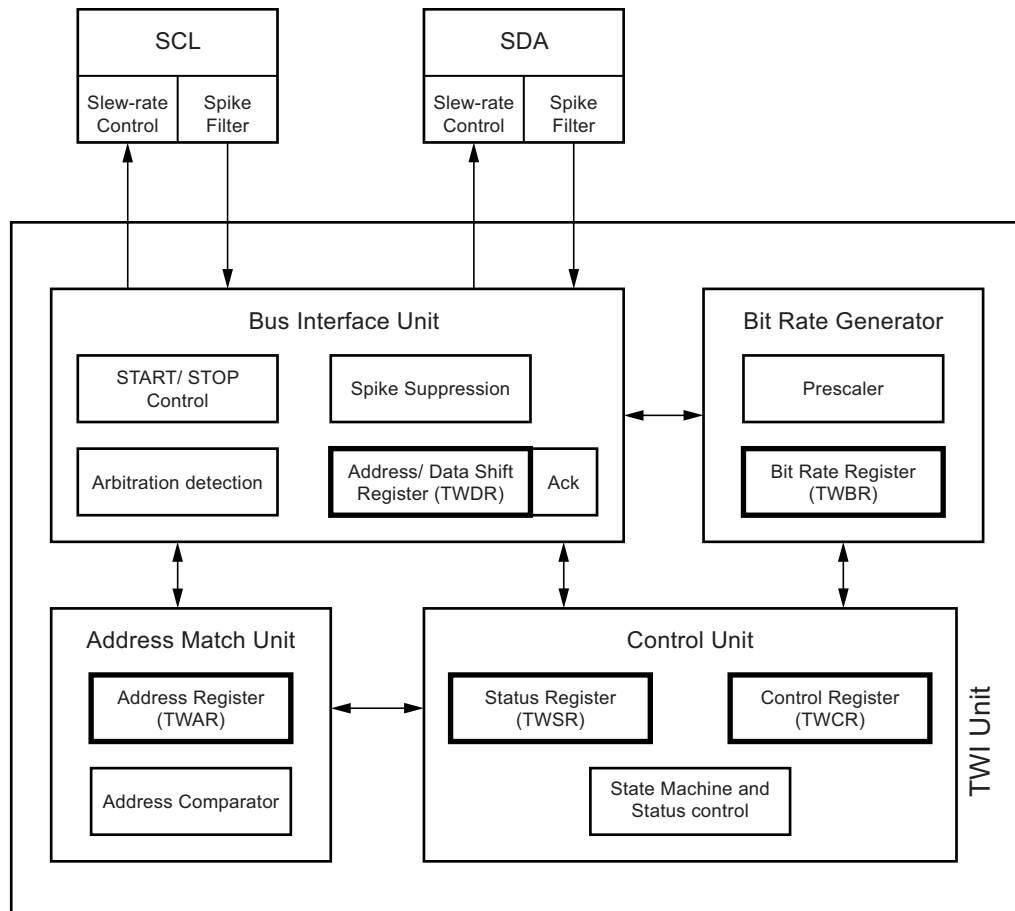 SCL
Slew-rate
Control
Spike
Filter
SDA
Slew-rate
Control
Spike
Filter
Bus Interface Unit
START/ STOP
Control
Spike Suppression
Arbitration detection
Address/ Data Shift
Register (TWDR)
Ack
Bit Rate Generator
Prescaler
Bit Rate Register
(TWBR)
Address Match Unit
Address Register
(TWAR)
Address Comparator
Control Unit
Status Register
(TWSR)
Control Register
(TWCR)
State Machine and
Status control
TWI Unit